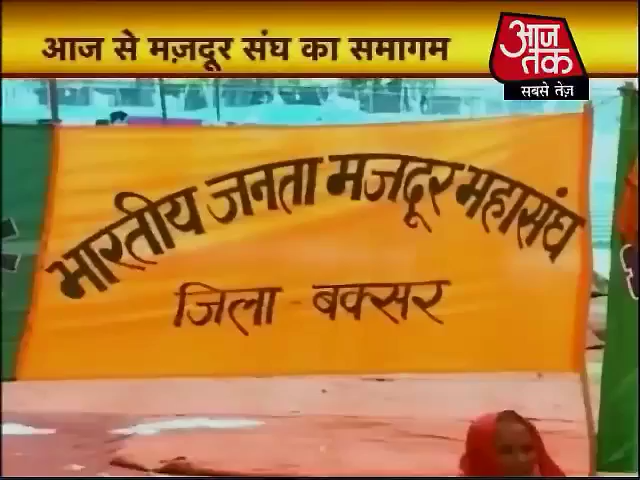 आज से मज़दूर संघ का समागम
आज
तक
सबसे तेज़
भारतीय जनता मजदूर महासंघ
जिला - बक्सर